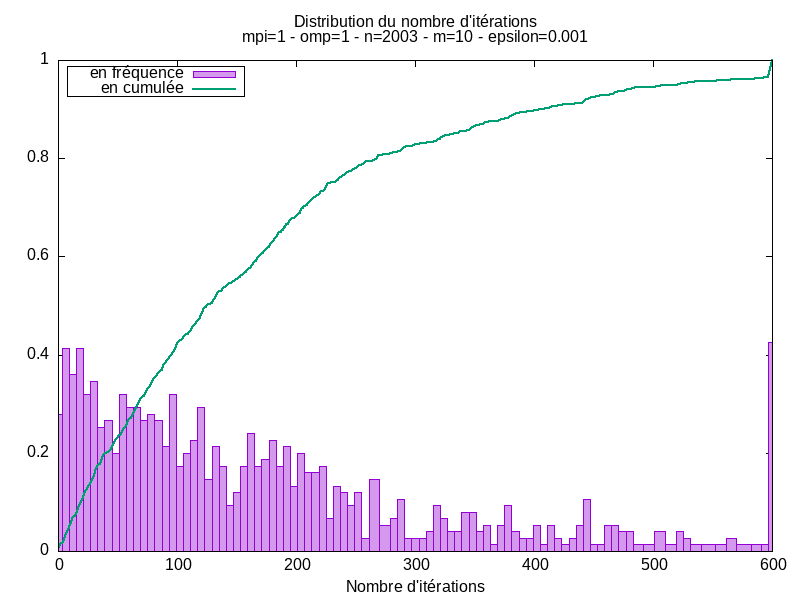 Distribution du nombre d'itérations
mpi=1 - omp=1 - n=2003 - m=10 - epsilon=0.001
en fréquence
en cumulée
1
0.8
0.6
0.4
0.2
0
0 100 200 300 400 500 600
Nombre d'itérations